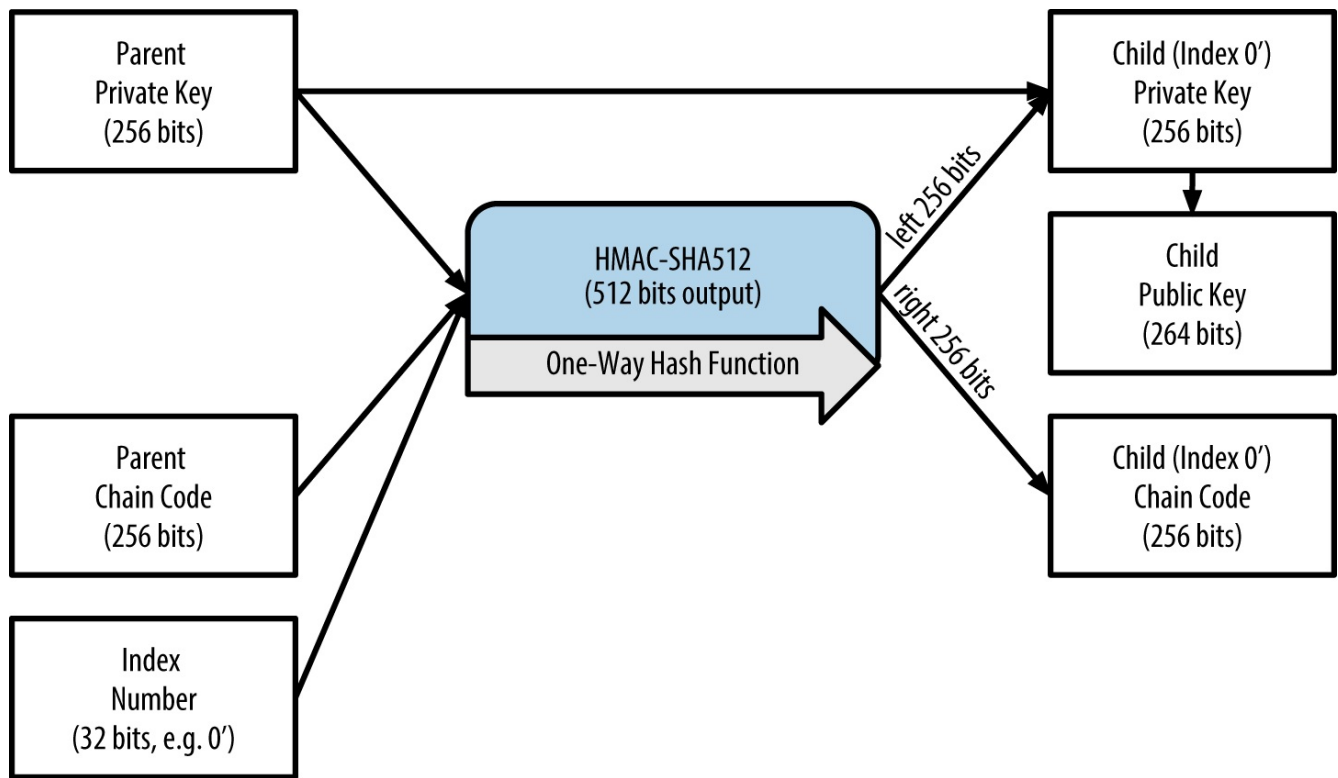 Parent
Private Key
(256 bits)
Child (Index 0’)
Private Key
(256 bits)
left 256 bits
HMAC-SHA512
(512 bits output)
One-Way Hash Function
right 256 bits
Child
Public Key
(264 bits)
Parent
Chain Code
(256 bits)
Child (Index 0’)
Chain Code
(256 bits)
Index
Number
(32 bits, e.g. 0’)